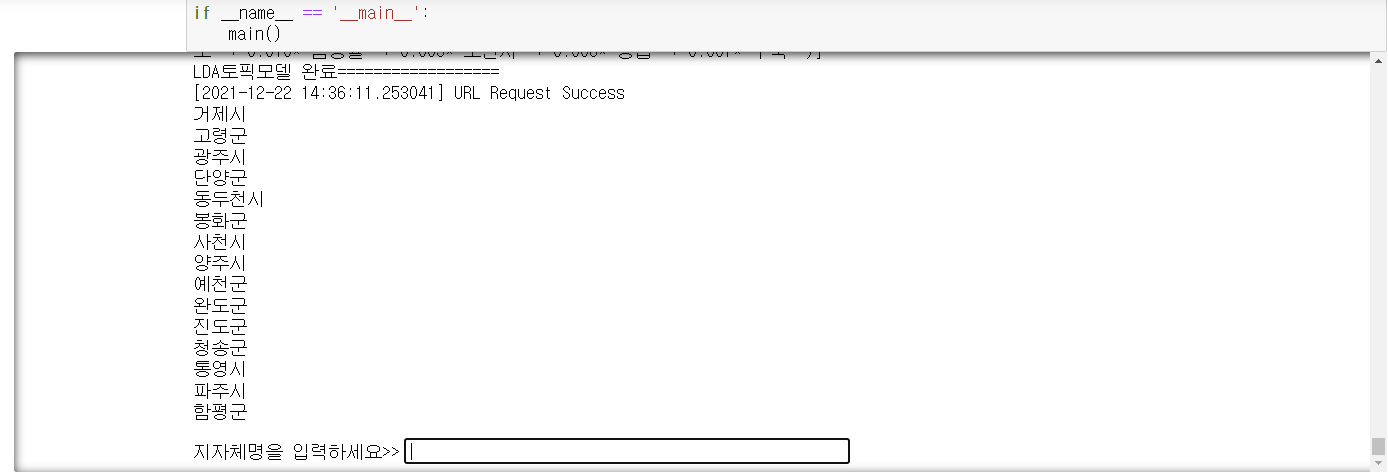 if __name__ == '__main__':
    main()
LDA토픽모델 완료==================
[2021-12-22 14:36:11.253041] URL Request Success
거제시
고령군
광주시
단양군
동두천시
봉화군
사천시
양주시
예천군
완도군
진도군
청송군
통영시
파주시
함평군
지자체명을 입력하세요>>